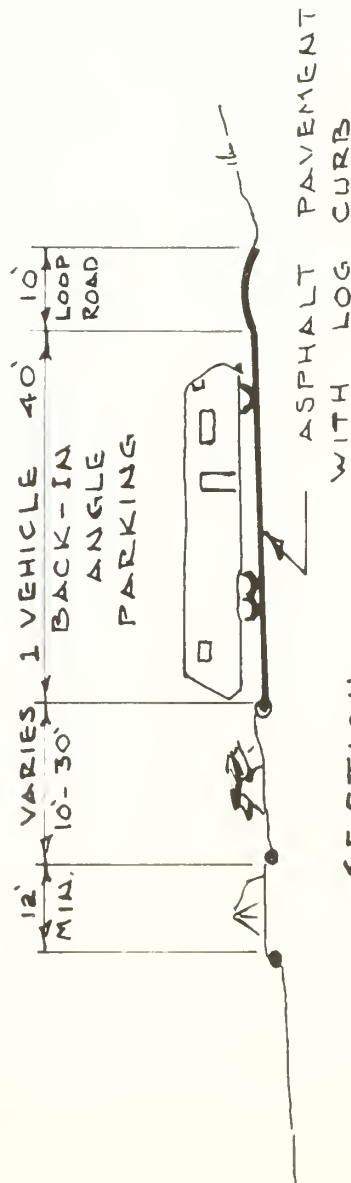 12' MIN.
VARIES
10'-30'
1 VEHICLE 40'
BACK-IN
ANGLE
PARKING
10'
LOOP
ROAD
ASPHALT PAVEMENT
WITH LOG CURB